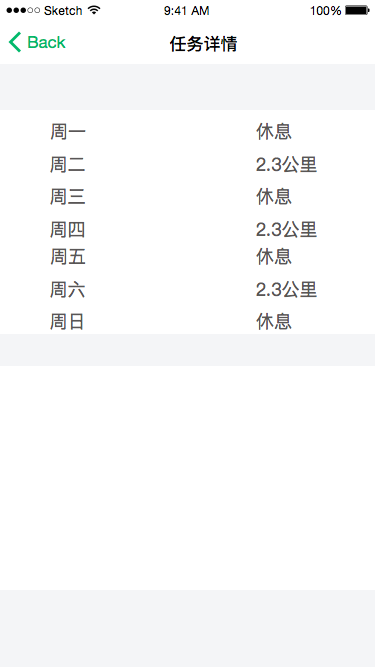 Sketch 9:41 AM 100%
Back 任务详情
周一 休息
周二 2.3公里
周三 休息
周四 2.3公里
周五 休息
周六 2.3公里
周日 休息